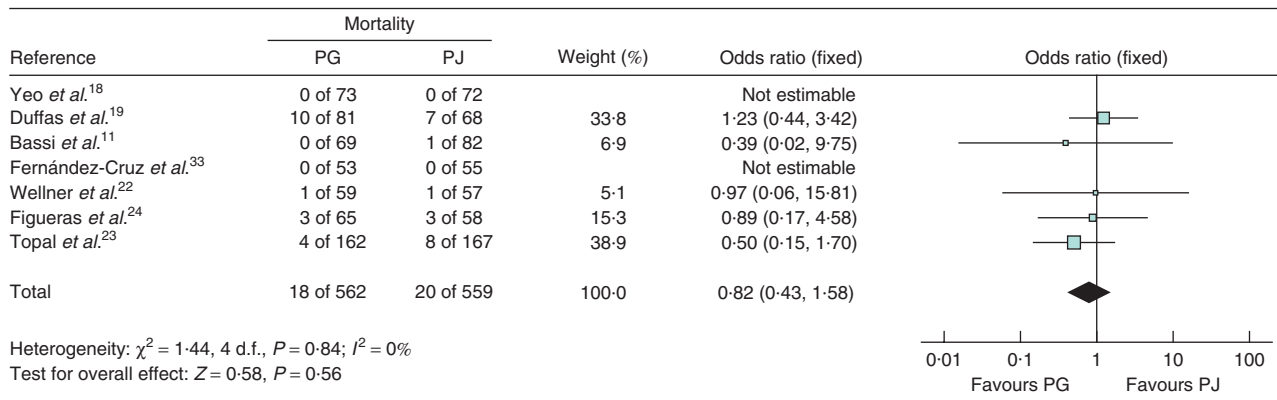 Mortality
Reference PG PJ Weight (%) Odds ratio (fixed) Odds ratio (fixed)
Yeo et al.18 0 of 73 0 of 72 Not estimable
Duffas et al.19 10 of 81 7 of 68 33·8 1·23 (0·44, 3·42)
Bassi et al.11 0 of 69 1 of 82 6·9 0·39 (0·02, 9·75)
Fernández-Cruz et al.33 0 of 53 0 of 55 Not estimable
Wellner et al.22 1 of 59 1 of 57 5·1 0·97 (0·06, 15·81)
Figueras et al.24 3 of 65 3 of 58 15·3 0·89 (0·17, 4·58)
Topal et al.23 4 of 162 8 of 167 38·9 0·50 (0·15, 1·70)
Total 18 of 562 20 of 559 100·0 0·82 (0·43, 1·58)
Heterogeneity: χ2 = 1·44, 4 d.f., P = 0·84; I2 = 0%
Test for overall effect: Z = 0·58, P = 0·56
0·01 0·1 1 10 100
Favours PG Favours PJ